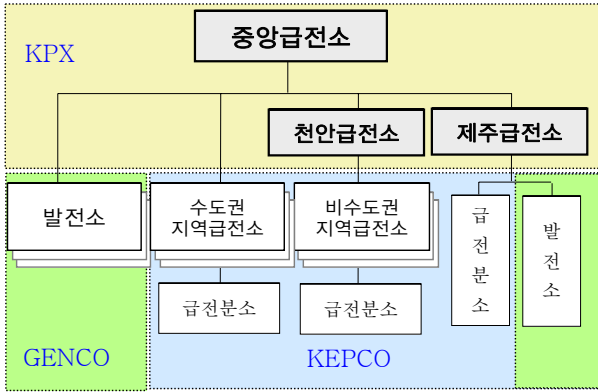 중앙급전소
KPX
천안급전소
제주급전소
발전소
수도권
지역급전소
비수도권
지역급전소
급전분소
발전소
급전분소
급전분소
GENCO
KEPCO